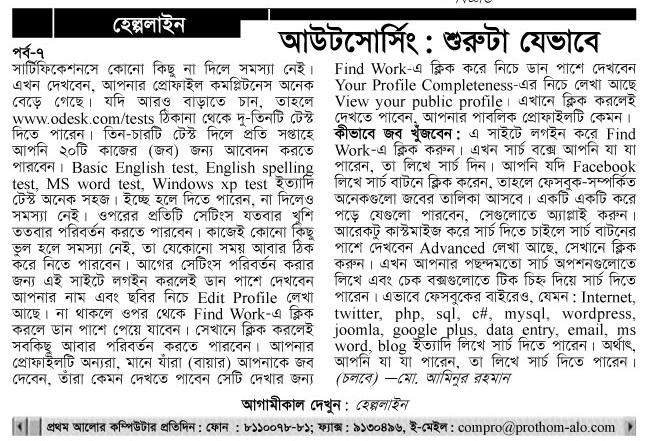 হেল্পলাইন
আউটসোর্সিং : শুরুটা যেভাবে
পর্ব-৭
সার্টিফিকেশনসে কোনো কিছু না দিলে সমস্যা নেই।
এখন দেখবেন, আপনার প্রোফাইল কমপ্লিটনেস অনেক
বেড়ে গেছে। যদি আরও বাড়াতে চান, তাহলে
www.odesk.com/tests ঠিকানা থেকে দু-তিনটি টেস্ট
দিতে পারেন। তিন-চারটি টেস্ট দিলে প্রতি সপ্তাহে
আপনি ২০টি কাজের (জব) জন্য আবেদন করতে
পারবেন। Basic English test, English spelling
test, MS word test, Windows xp test ইত্যাদি
টেস্ট অনেক সহজ। ইচ্ছে হলে দিতে পারেন, না দিলেও
সমস্যা নেই। ওপরের প্রতিটি সেটিংস যতবার খুশি
ততবার পরিবর্তন করতে পারবেন। কাজেই কোনো কিছু
ভুল হলে সমস্যা নেই, তা যেকোনো সময় আবার ঠিক
করে নিতে পারবেন। আগের সেটিংস পরিবর্তন করার
জন্য এই সাইটে লগইন করলেই ডান পাশে দেখবেন
আপনার নাম এবং ছবির নিচে Edit Profile লেখা
আছে। না থাকলে ওপর থেকে Find Work-এ ক্লিক
করলে ডান পাশে পেয়ে যাবেন। সেখানে ক্লিক করলেই
সবকিছু আবার পরিবর্তন করতে পারবেন। আপনার
প্রোফাইলটি অন্যরা, মানে যাঁরা (বায়ার) আপনাকে জব
দেবেন, তাঁরা কেমন দেখতে পাবেন সেটি দেখার জন্য
Find Work-এ ক্লিক করে নিচে ডান পাশে দেখবেন
Your Profile Completeness-এর নিচে লেখা আছে
View your public profile। এখানে ক্লিক করলেই
দেখতে পাবেন, আপনার পাবলিক প্রোফাইলটি কেমন।
কীভাবে জব খুঁজবেন : এ সাইটে লগইন করে Find
Work-এ ক্লিক করুন। এখন সার্চ বক্সে আপনি যা যা
পারেন, তা লিখে সার্চ দিন। আপনি যদি Facebook
লিখে সার্চ বাটনে ক্লিক করেন, তাহলে ফেসবুক-সম্পর্কিত
অনেকগুলো জবের তালিকা আসবে। একটি একটি করে
পড়ে যেগুলো পারবেন, সেগুলোতে অ্যাপ্লাই করুন।
আরেকটু কাস্টমাইজ করে সার্চ দিতে চাইলে সার্চ বাটনের
পাশে দেখবেন Advanced লেখা আছে, সেখানে ক্লিক
করুন। এখন আপনার পছন্দমতো সার্চ অপশনগুলোতে
লিখে এবং চেক বক্সগুলোতে টিক চিহ্ন দিয়ে সার্চ দিতে
পারেন। এভাবে ফেসবুকের বাইরেও, যেমন : Internet,
twitter, php, sql, c#, mysql, wordpress,
joomla, google plus, data entry, email, ms
word, blog ইত্যাদি লিখে সার্চ দিতে পারেন। অর্থাৎ,
আপনি যা যা পারেন, তা লিখে সার্চ দিতে পারেন।
(চলবে) —মো. আমিনুর রহমান
আগামীকাল দেখুন : হেল্পলাইন
প্রথম আলোর কম্পিউটার প্রতিদিন : ফোন : ৮১১০০৭৮-৮১; ফ্যাক্স : ৯১৩০৪৯৬, ই-মেইল : compro@prothom-alo.com